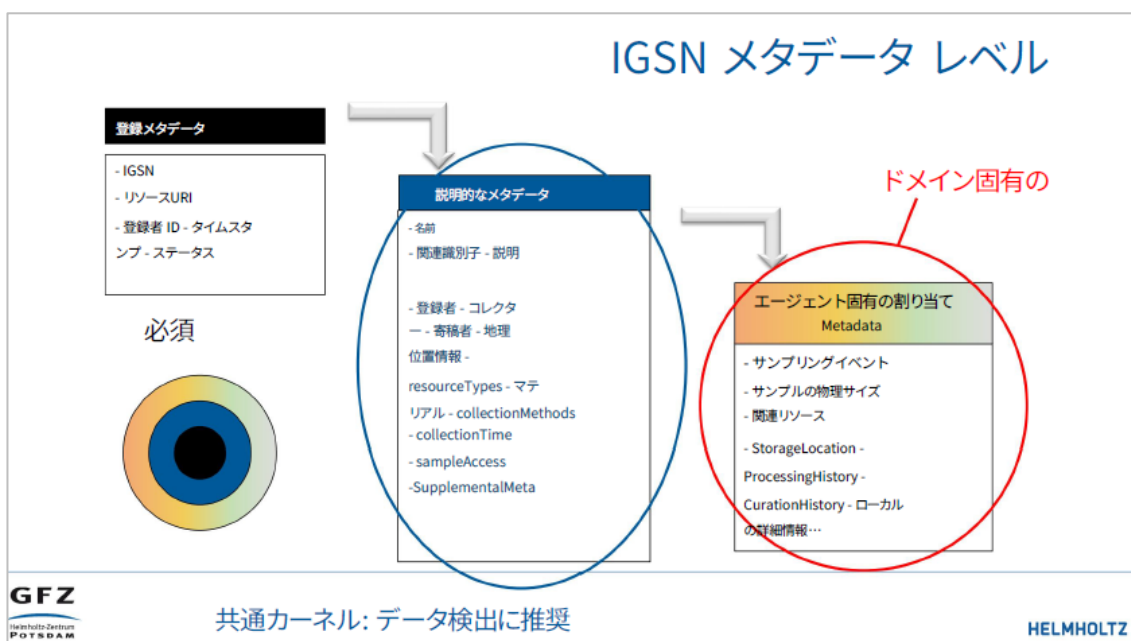 IGSN メタデータ レベル
登録メタデータ
- IGSN
- リソースURI
- 登録者 ID - タイムスタ
ンプ - ステータス
必須
説明的なメタデータ
- 名前
- 関連識別子 - 説明
- 登録者 - コレクタ
ー - 寄稿者 - 地理
位置情報 -
resourceTypes - マテ
リアル - collectionMethods
- collectionTime
- sampleAccess
-SupplementalMeta
ドメイン固有の
エージェント固有の割り当て
Metadata
- サンプリングイベント
- サンプルの物理サイズ
- 関連リソース
- StorageLocation -
ProcessingHistory -
CurationHistory - ローカル
の詳細情報…
GFZ
Helmholtz-Zentrum
POTSDAM
共通カーネル: データ検出に推奨
HELMHOLTZ